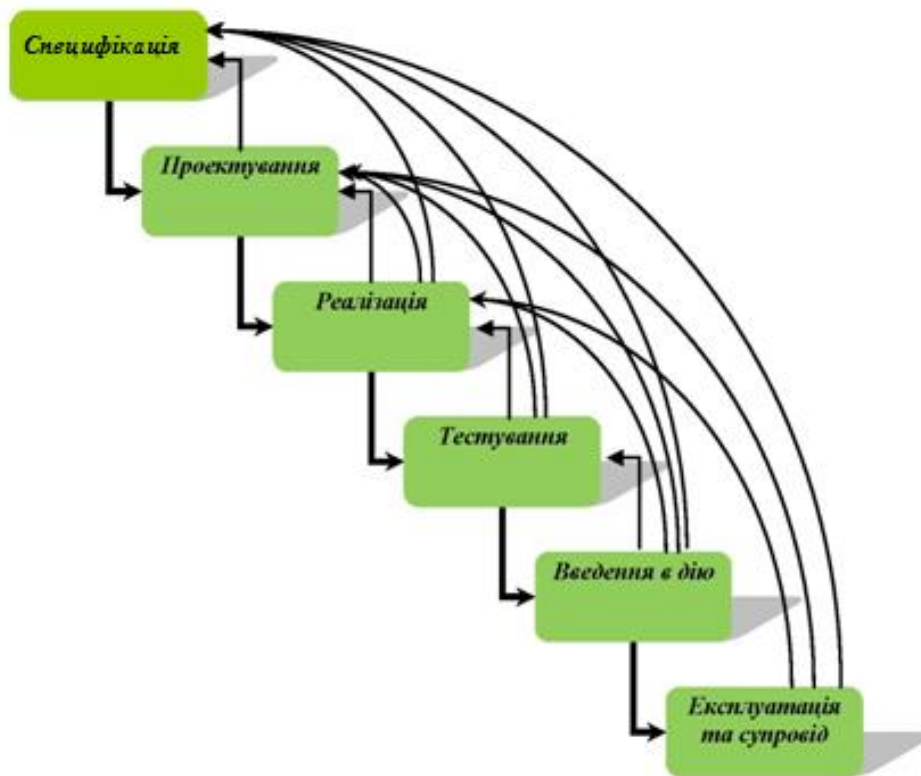 Специфікація
Проектування
Реалізація
Тестування
Введення в дію
Експлуатація
та супровід